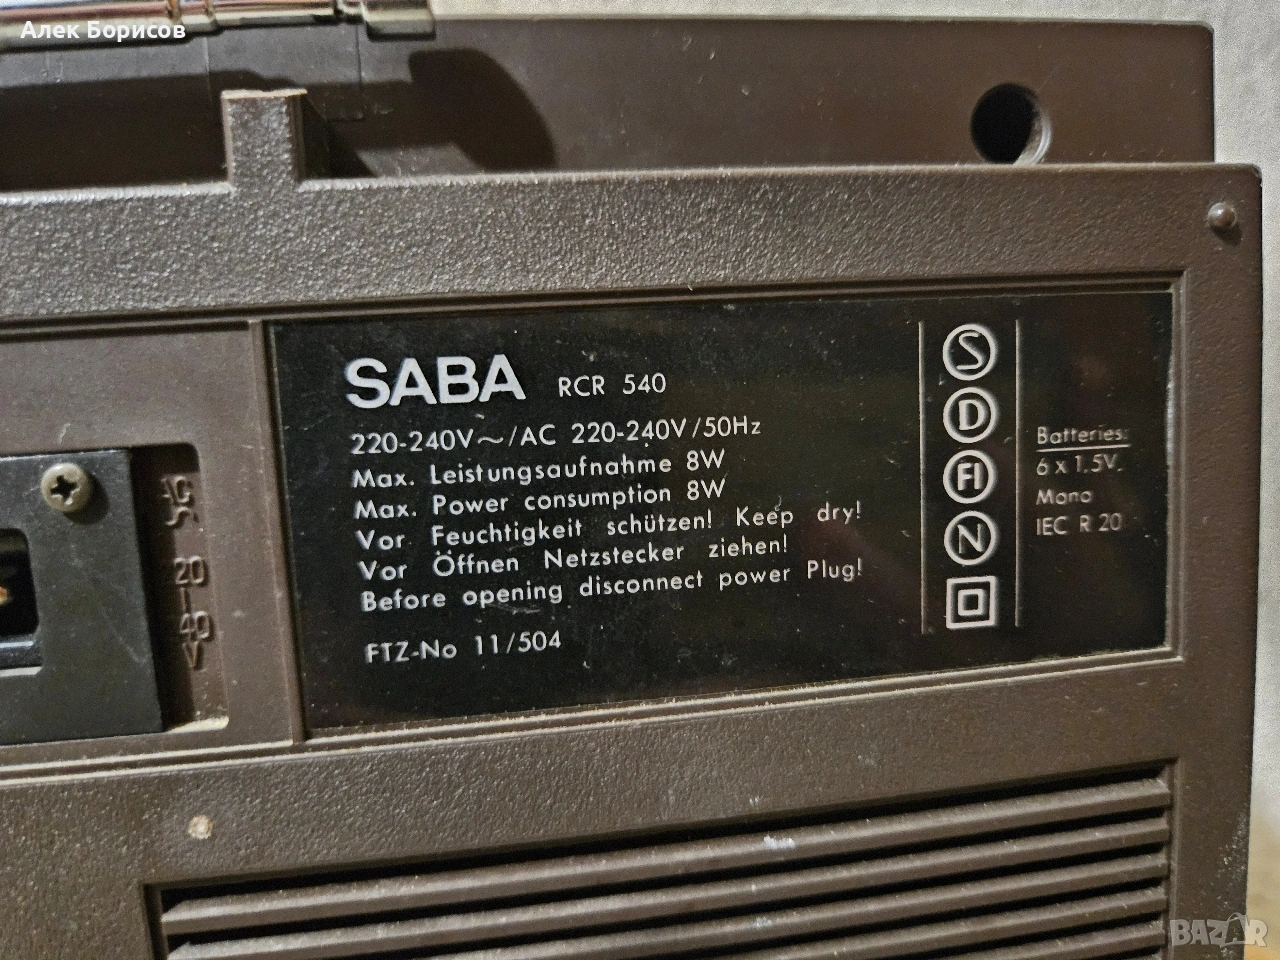 Алек Борисов
SABA RCR 540
220-240V~/AC 220-240V/50Hz
Max. Leistungsaufnahme 8W
Max. Power consumption 8W
Vor Feuchtigkeit schützen! Keep dry!
Vor Öffnen Netzstecker ziehen!
Before opening disconnect power Plug!
FTZ-No 11/504
S
D
FI
N
Batteries:
6 x 1,5V.
Mono
IEC R 20
AC
20
40
V
BAZAR